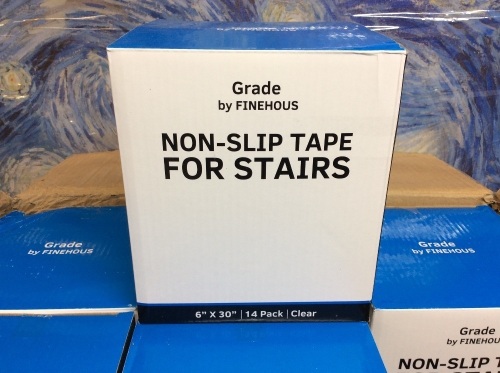 Grade
by FINEHOUS
NON-SLIP TAPE
FOR STAIRS
6" X 30" | 14 Pack | Clear
Grade
by FINEHOUS
Grade
by FINEHOUS
Grade
by FINEHOUS
NON-SLIP T